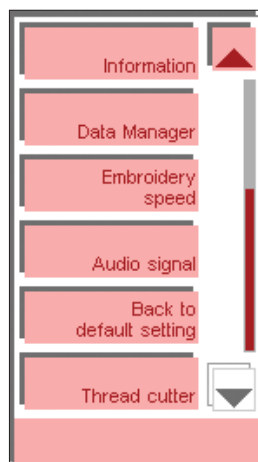 Information
Data Manager
Embroidery
speed
Audio signal
Back to
default setting
Thread cutter